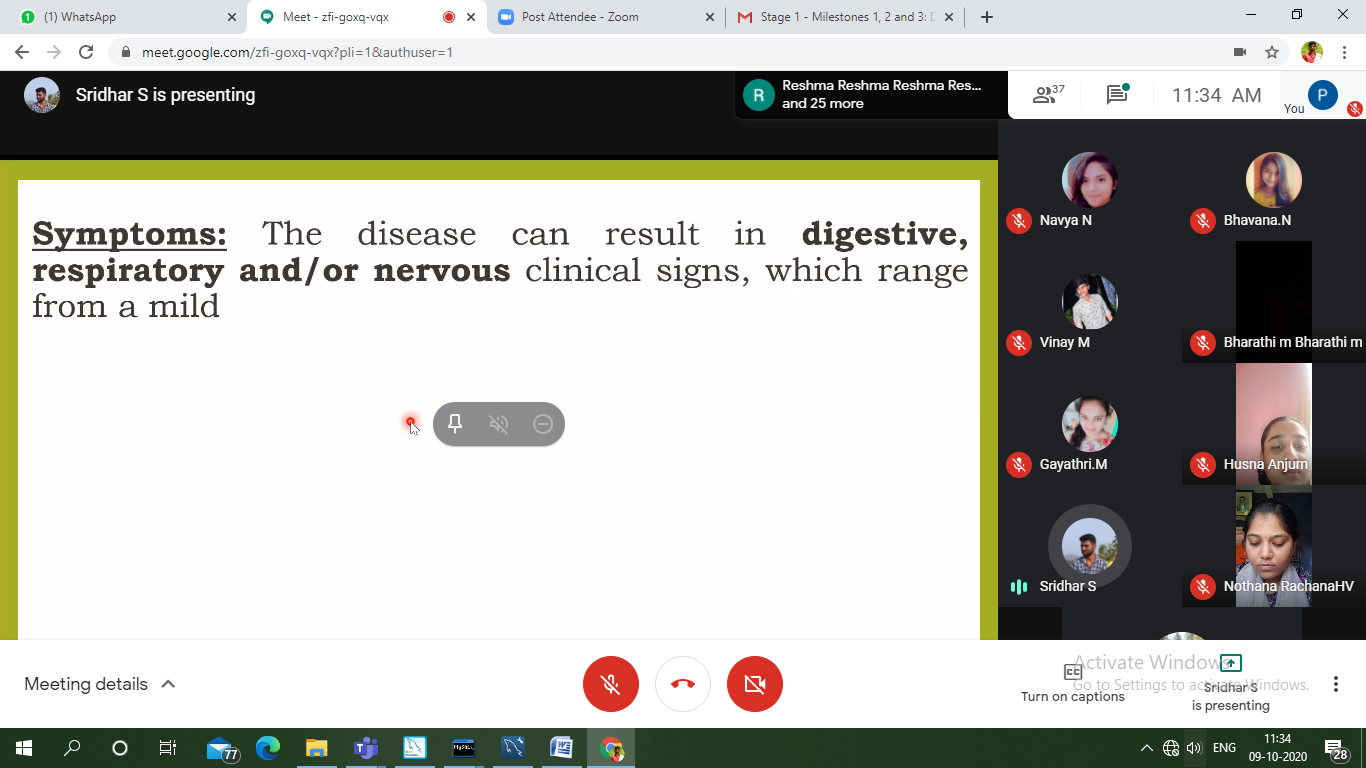 (1) WhatsApp
Meet - zfi-goxq-vqx
Post Attendee - Zoom
Stage 1 - Milestones 1, 2 and 3:
meet.google.com/zfi-goxq-vqx?pli=1&authuser=1
Sridhar S is presenting
R
Reshma Reshma Reshma Res...
and 25 more
37
11:34 AM
You
P
Symptoms: The disease can result in digestive,
respiratory and/or nervous clinical signs, which range
from a mild
Navya N
Bhavana.N
Vinay M
Bharathi m Bharathi m
Gayathri.M
Husna Anjum
Sridhar S
Nothana RachanaHV
Meeting details
Turn on captions
Sridhar S
is presenting
Activate Windows
Go to Settings to activate Windows.
77
MySQL
ENG
11:34
09-10-2020
28